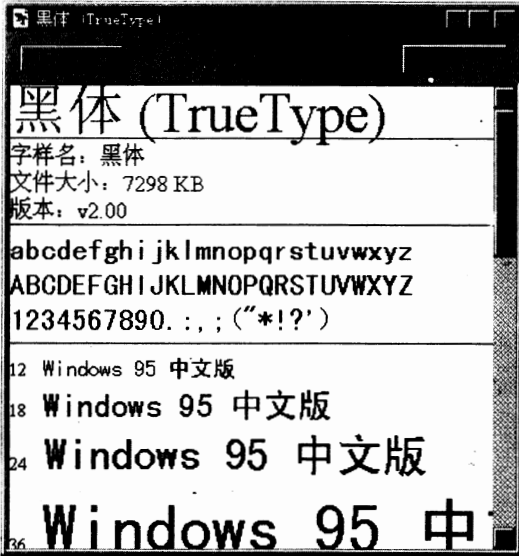 黑体 (TrueType)
黑体 (TrueType)
字样名：黑体
文件大小：7298 KB
版本：v2.00
abcdefghijklmnopqrstuvwxyz
ABCDEFGHIJKLMNOPQRSTUVWXYZ
1234567890.:,;("*!?')
12 Windows 95 中文版
18 Windows 95 中文版
24 Windows 95 中文版
36 Windows 95 中